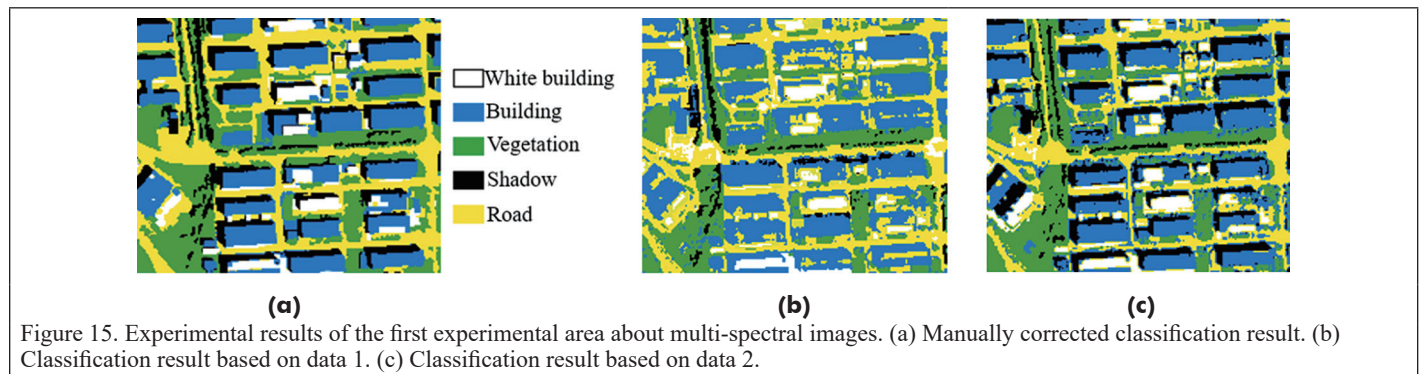 White building
Building
Vegetation
Shadow
Road
(a)
(b)
(c)
Figure 15. Experimental results of the first experimental area about multi-spectral images. (a) Manually corrected classification result. (b)
Classification result based on data 1. (c) Classification result based on data 2.